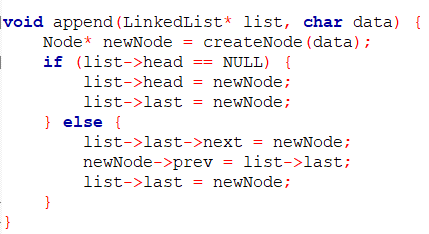 void append(LinkedList* list, char data) {
    Node* newNode = createNode(data);
    if (list->head == NULL) {
        list->head = newNode;
        list->last = newNode;
    } else {
        list->last->next = newNode;
        newNode->prev = list->last;
        list->last = newNode;
    }
}